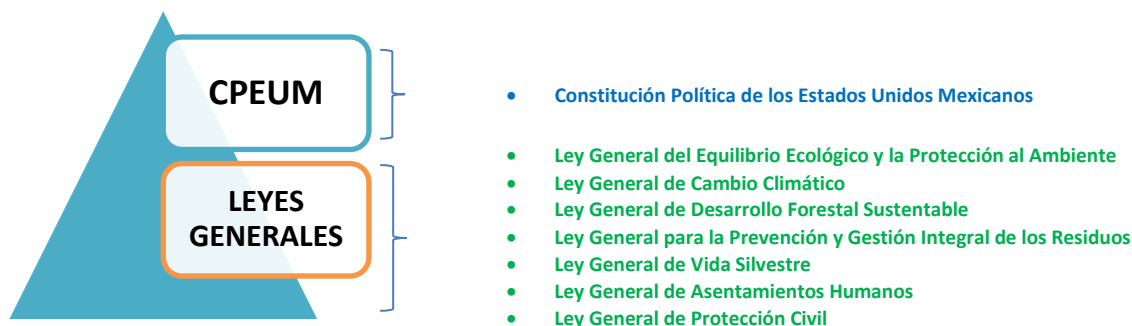 CPEUM
• Constitución Política de los Estados Unidos Mexicanos
LEYES
GENERALES
• Ley General del Equilibrio Ecológico y la Protección al Ambiente
• Ley General de Cambio Climático
• Ley General de Desarrollo Forestal Sustentable
• Ley General para la Prevención y Gestión Integral de los Residuos
• Ley General de Vida Silvestre
• Ley General de Asentamientos Humanos
• Ley General de Protección Civil